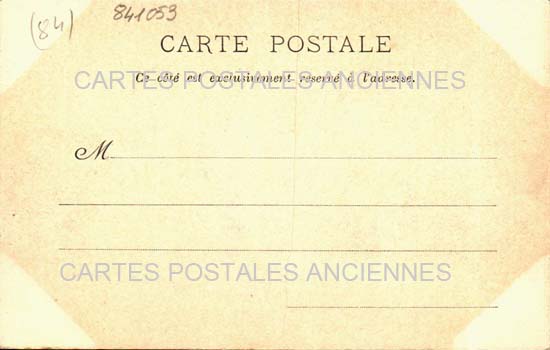 (84)
841053
CARTE POSTALE
CARTES POSTALES ANCIENNES
Ce côté est exclusivement réservé à l'adresse.
M
CARTES POSTALES ANCIENNES